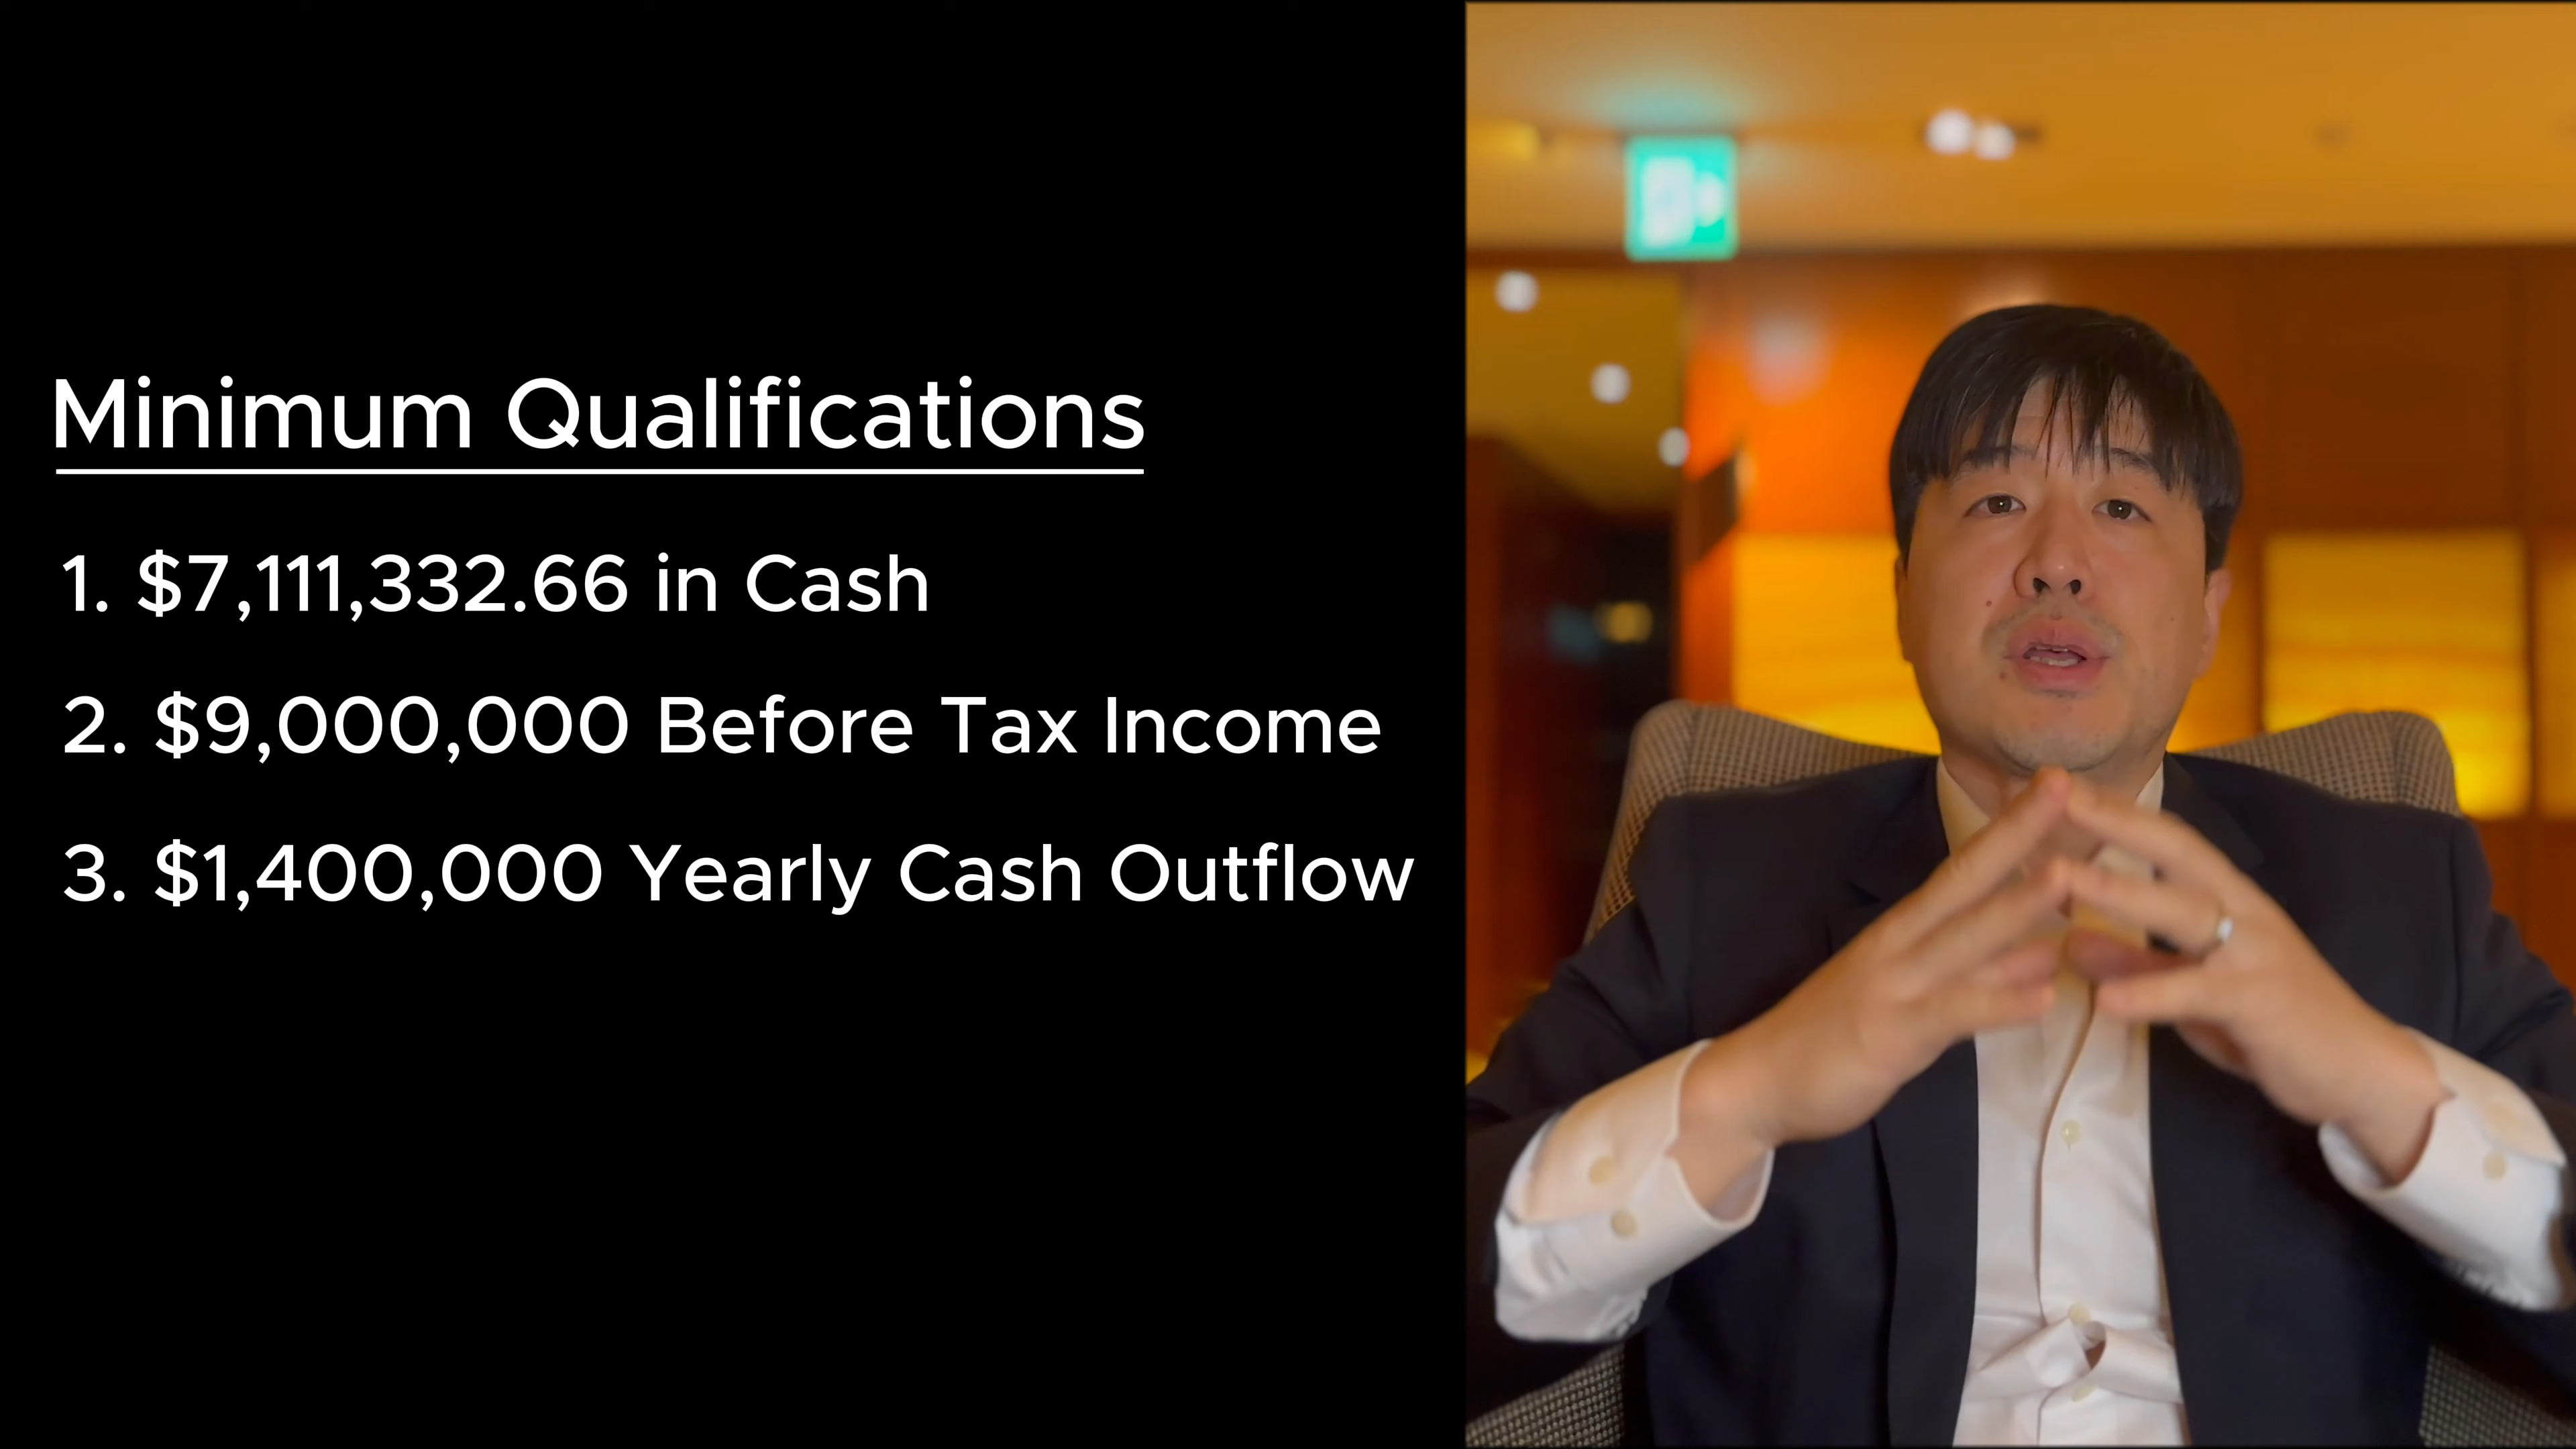 Minimum Qualifications
1. $7,111,332.66 in Cash
2. $9,000,000 Before Tax Income
3. $1,400,000 Yearly Cash Outflow